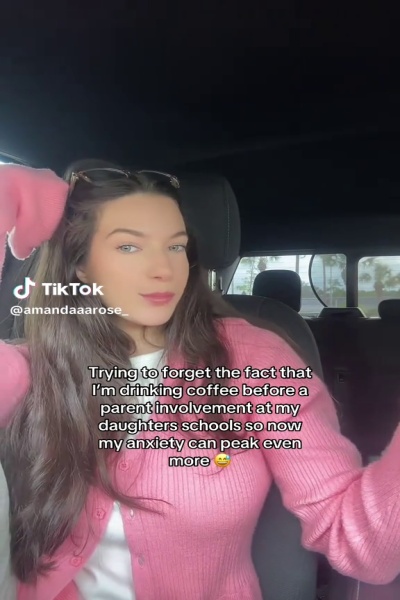 TikTok
@amandaaarose_
Trying to forget the fact that
I'm drinking coffee before a
parent involvement at my
daughters schools so now
my anxiety can peak even
more 😅